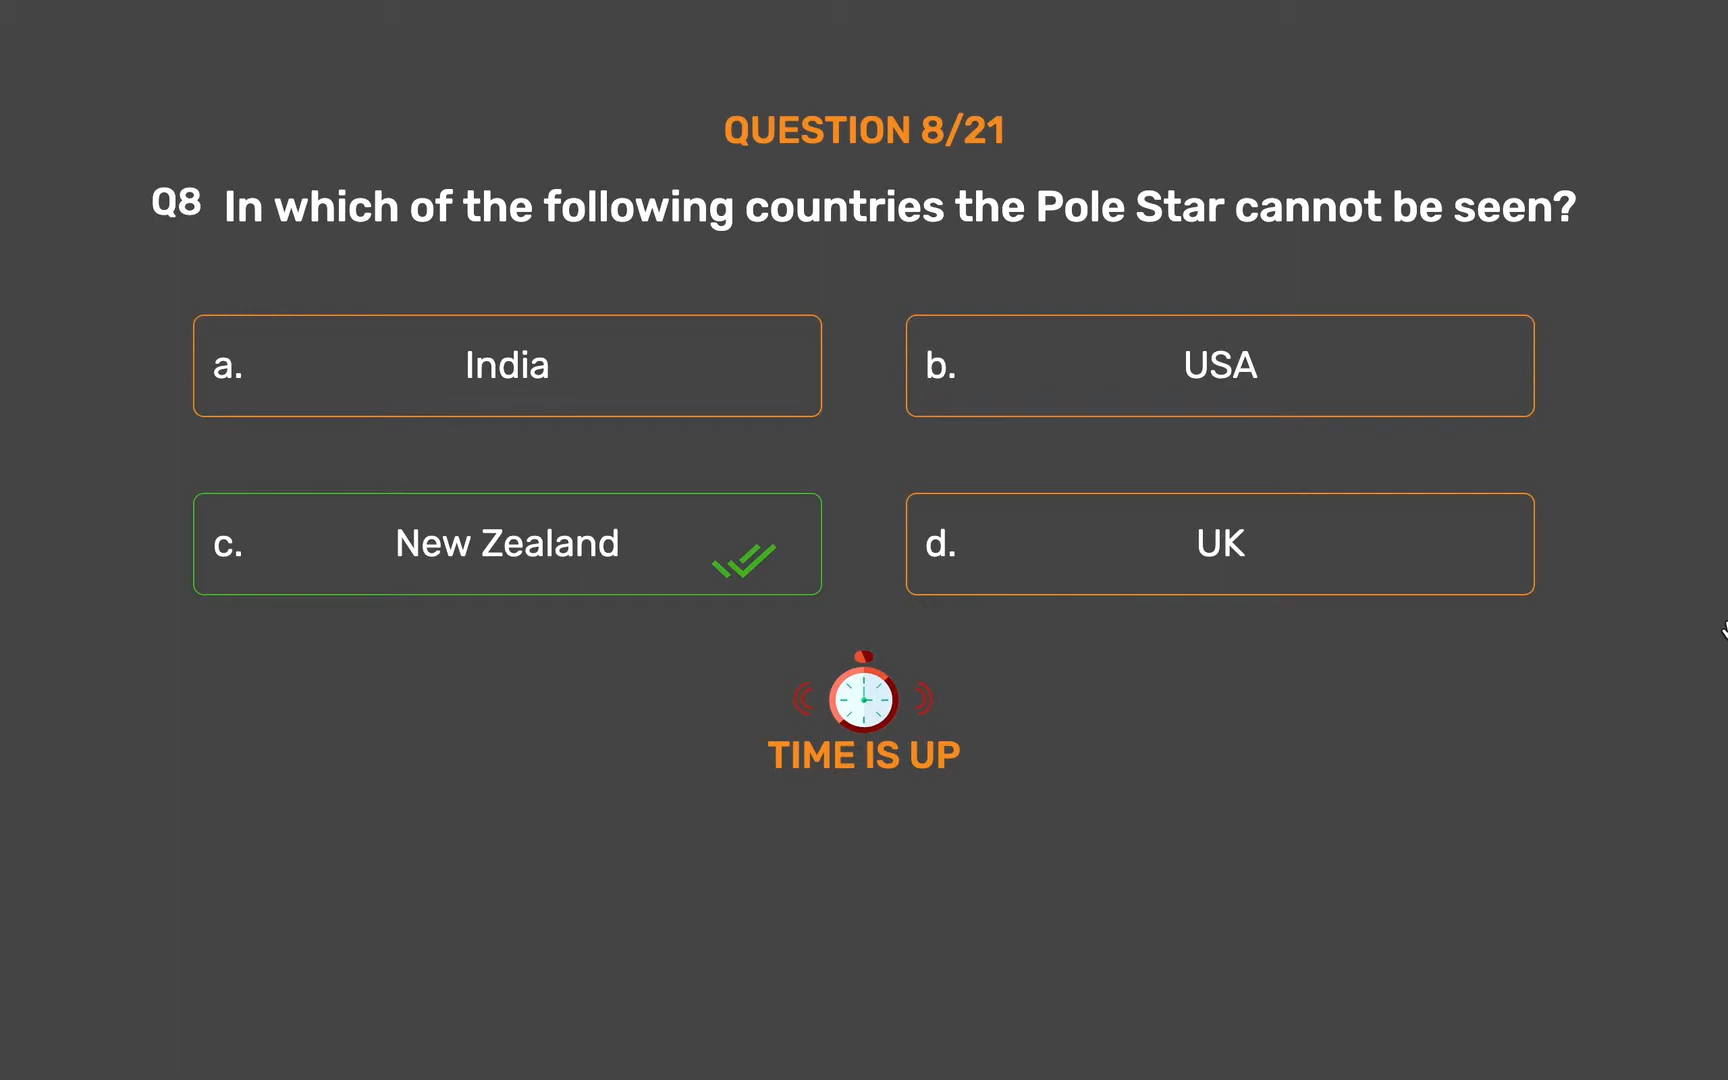 QUESTION 8/21
Q8 In which of the following countries the Pole Star cannot be seen?
a. India
b. USA
c. New Zealand
d. UK
TIME IS UP